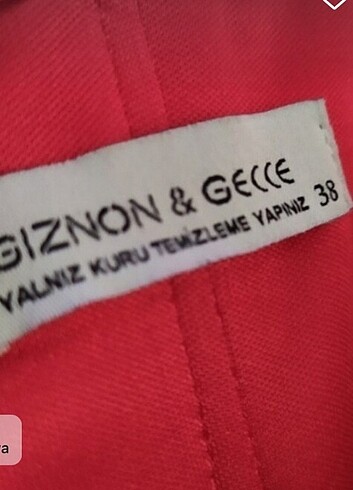 GIZNON & GECCE
YALNIZ KURU TEMİZLEME YAPINIZ 38